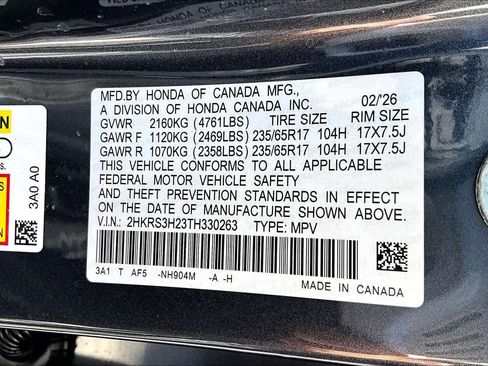 MFD.BY HONDA OF CANADA MFG.,
A DIVISION OF HONDA CANADA INC. 02/'26
GVWR 2160KG (4761LBS) TIRE SIZE RIM SIZE
GAWR F 1120KG (2469LBS) 235/65R17 104H 17X7.5J
GAWR R 1070KG (2358LBS) 235/65R17 104H 17X7.5J
THIS VEHICLE CONFORMS TO ALL APPLICABLE
FEDERAL MOTOR VEHICLE SAFETY
AND THEFT PREVENTION STANDARDS IN EFFECT
ON THE DATE OF MANUFACTURE SHOWN ABOVE.
V.I.N.: 2HKRS3H23TH330263 TYPE: MPV
3A1 T AF5 -NH904M -A -H
MADE IN CANADA
3A0 A0